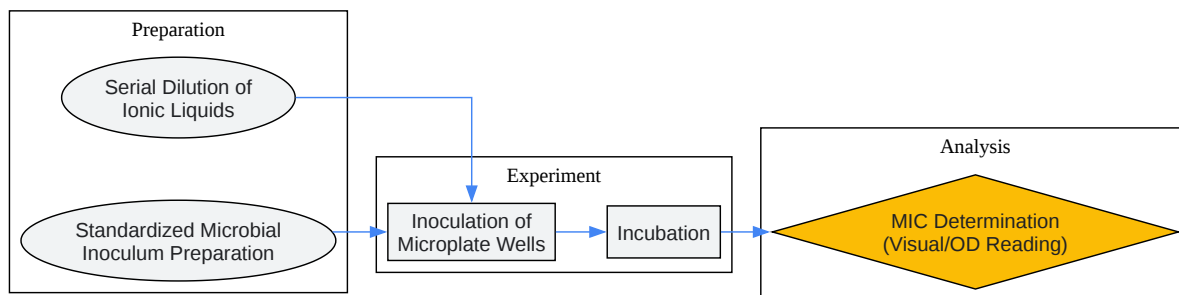 Preparation
Serial Dilution of
Ionic Liquids
Standardized Microbial
Inoculum Preparation
Experiment
Inoculation of
Microplate Wells
Incubation
Analysis
MIC Determination
(Visual/OD Reading)